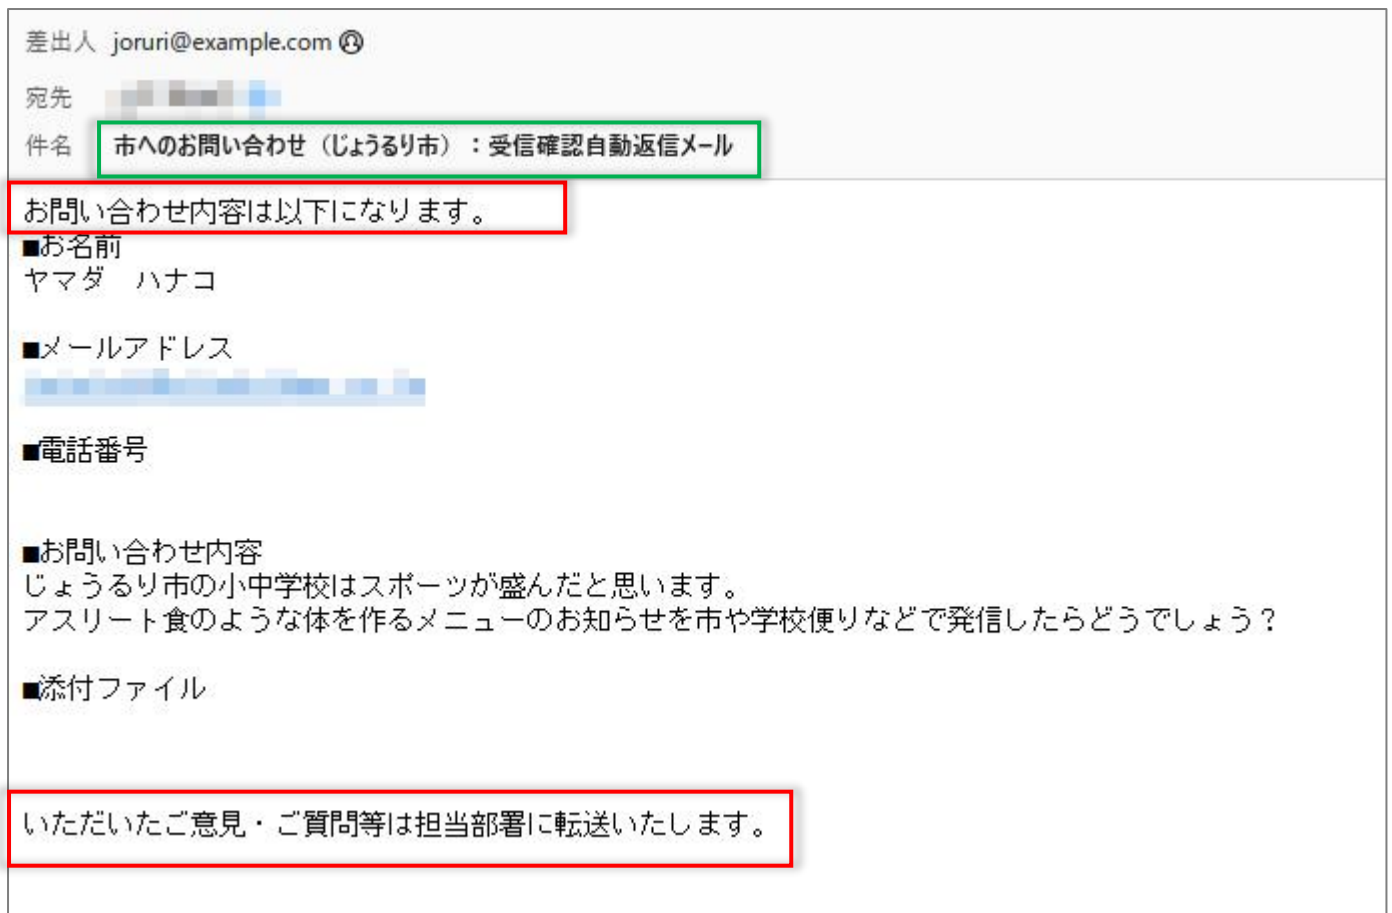 差出人 joruri@example.com
宛先
件名 市へのお問い合わせ（じょうるり市）：受信確認自動返信メール
お問い合わせ内容は以下になります。
■お名前
ヤマダ　ハナコ
■メールアドレス
■電話番号
■お問い合わせ内容
じょうるり市の小中学校はスポーツが盛んだと思います。
アスリート食のような体を作るメニューのお知らせを市や学校便りなどで発信したらどうでしょう？
■添付ファイル
いただいたご意見・ご質問等は担当部署に転送いたします。